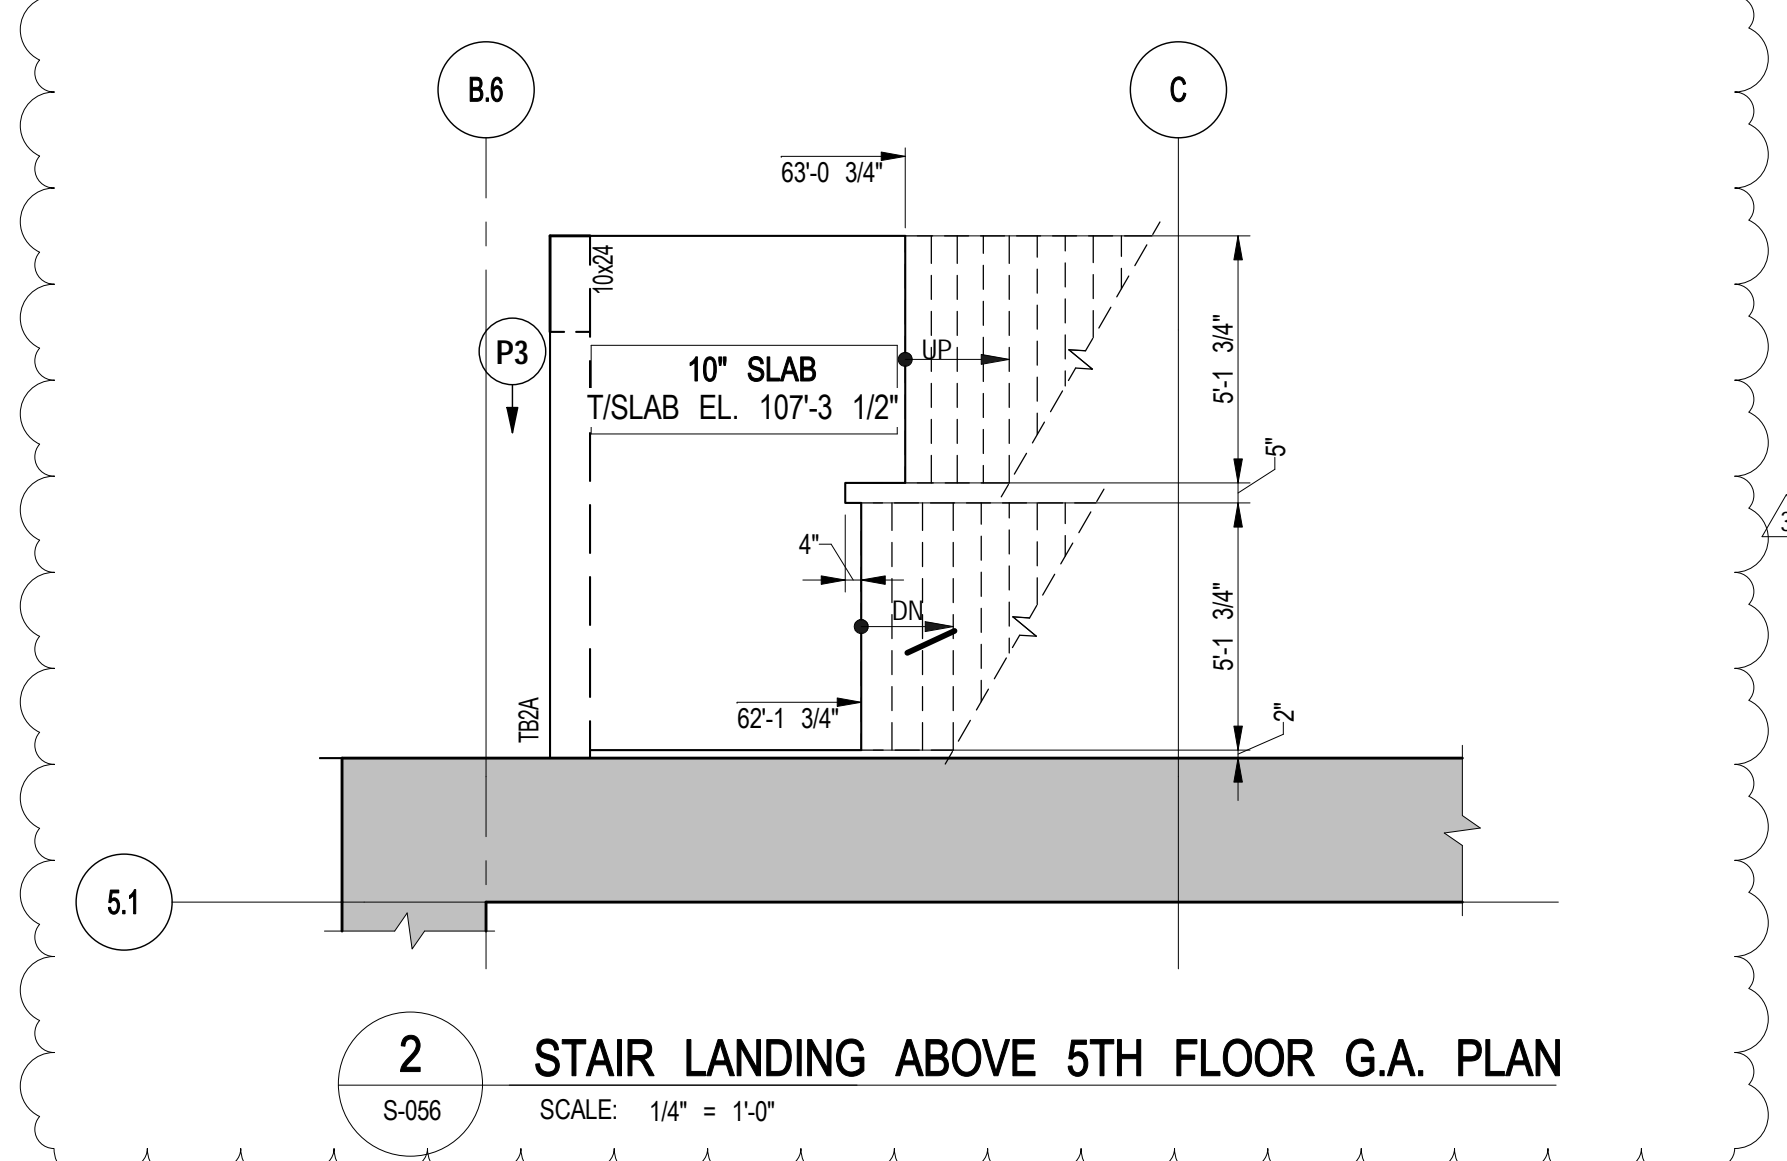 B.6
C
63'-0 3/4"
10x24
P3
UP
10" SLAB
T/SLAB EL. 107'-3 1/2"
5'-1 3/4"
5"
3
4"
DN
5'-1 3/4"
62'-1 3/4"
TB2A
2"
5.1
2
S-056
STAIR LANDING ABOVE 5TH FLOOR G.A. PLAN
SCALE: 1/4" = 1'-0"